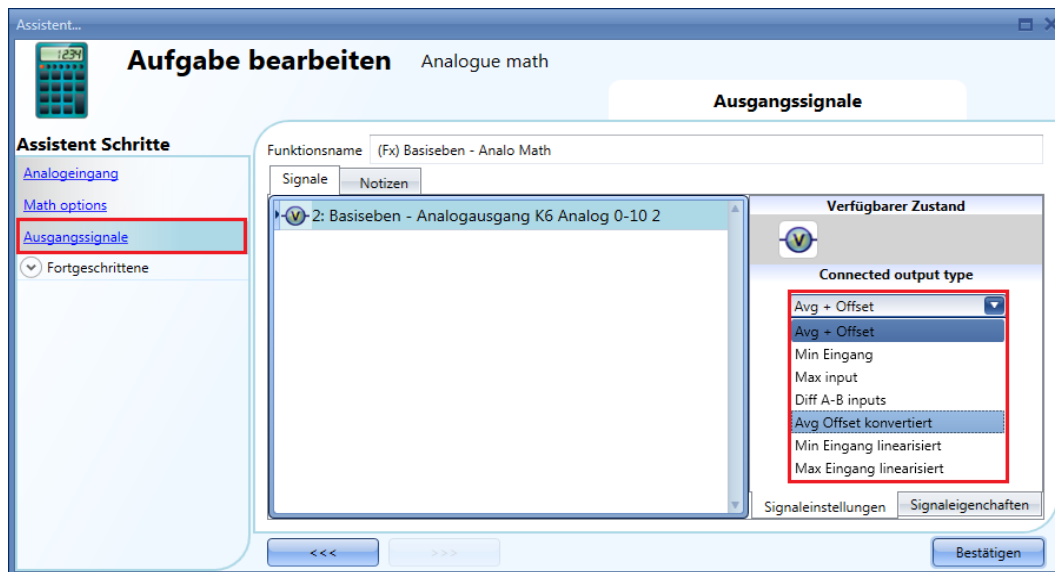 Assistent...
1234
Aufgabe bearbeiten Analogue math
Ausgangssignale
Assistent Schritte
Analogeingang
Math options
Ausgangssignale
Fortgeschrittene
Funktionsname (Fx) Basiseben - Analo Math
Signale Notizen
V 2: Basiseben - Analogausgang K6 Analog 0-10 2
Verfügbarer Zustand
V
Connected output type
Avg + Offset
Avg + Offset
Min Eingang
Max input
Diff A-B inputs
Avg Offset konvertiert
Min Eingang linearisiert
Max Eingang linearisiert
Signaleinstellungen Signaleigenschaften
<<< >>> Bestätigen